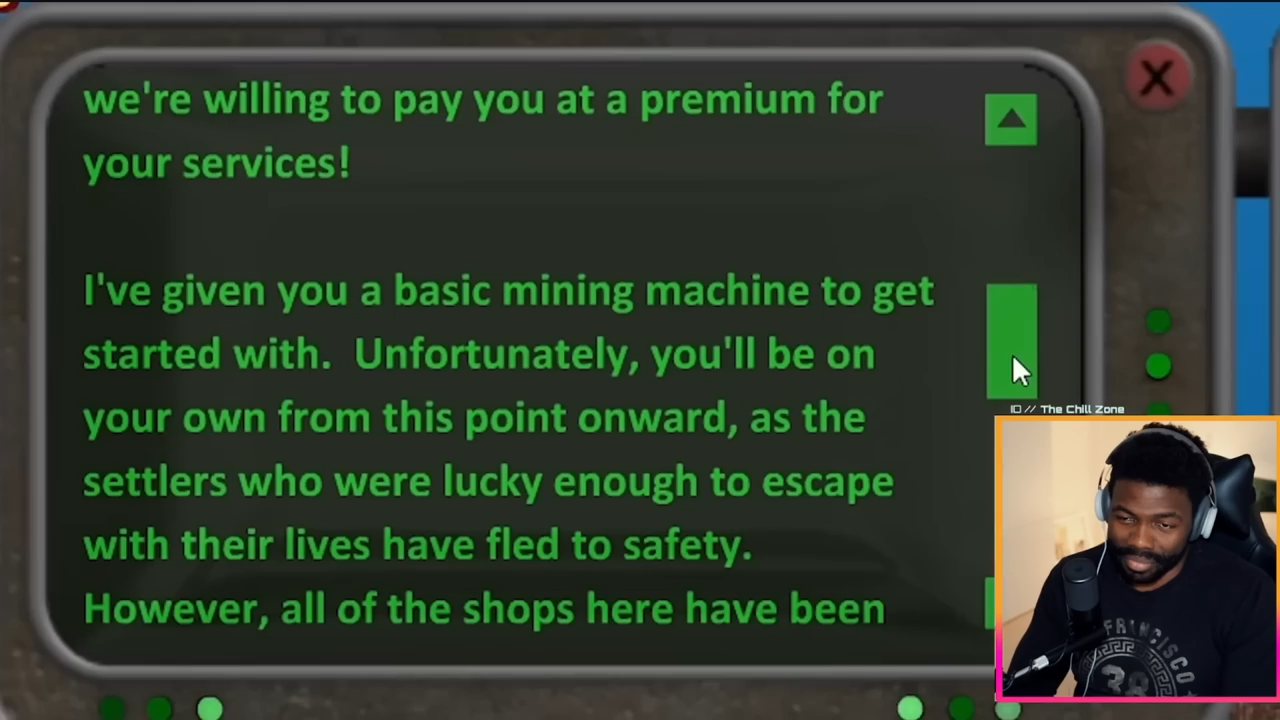 we're willing to pay you at a premium for
your services!
I've given you a basic mining machine to get
started with.  Unfortunately, you'll be on
your own from this point onward, as the
settlers who were lucky enough to escape
with their lives have fled to safety.
However, all of the shops here have been
X
ID // The Chill Zone
FRANCISCO
38